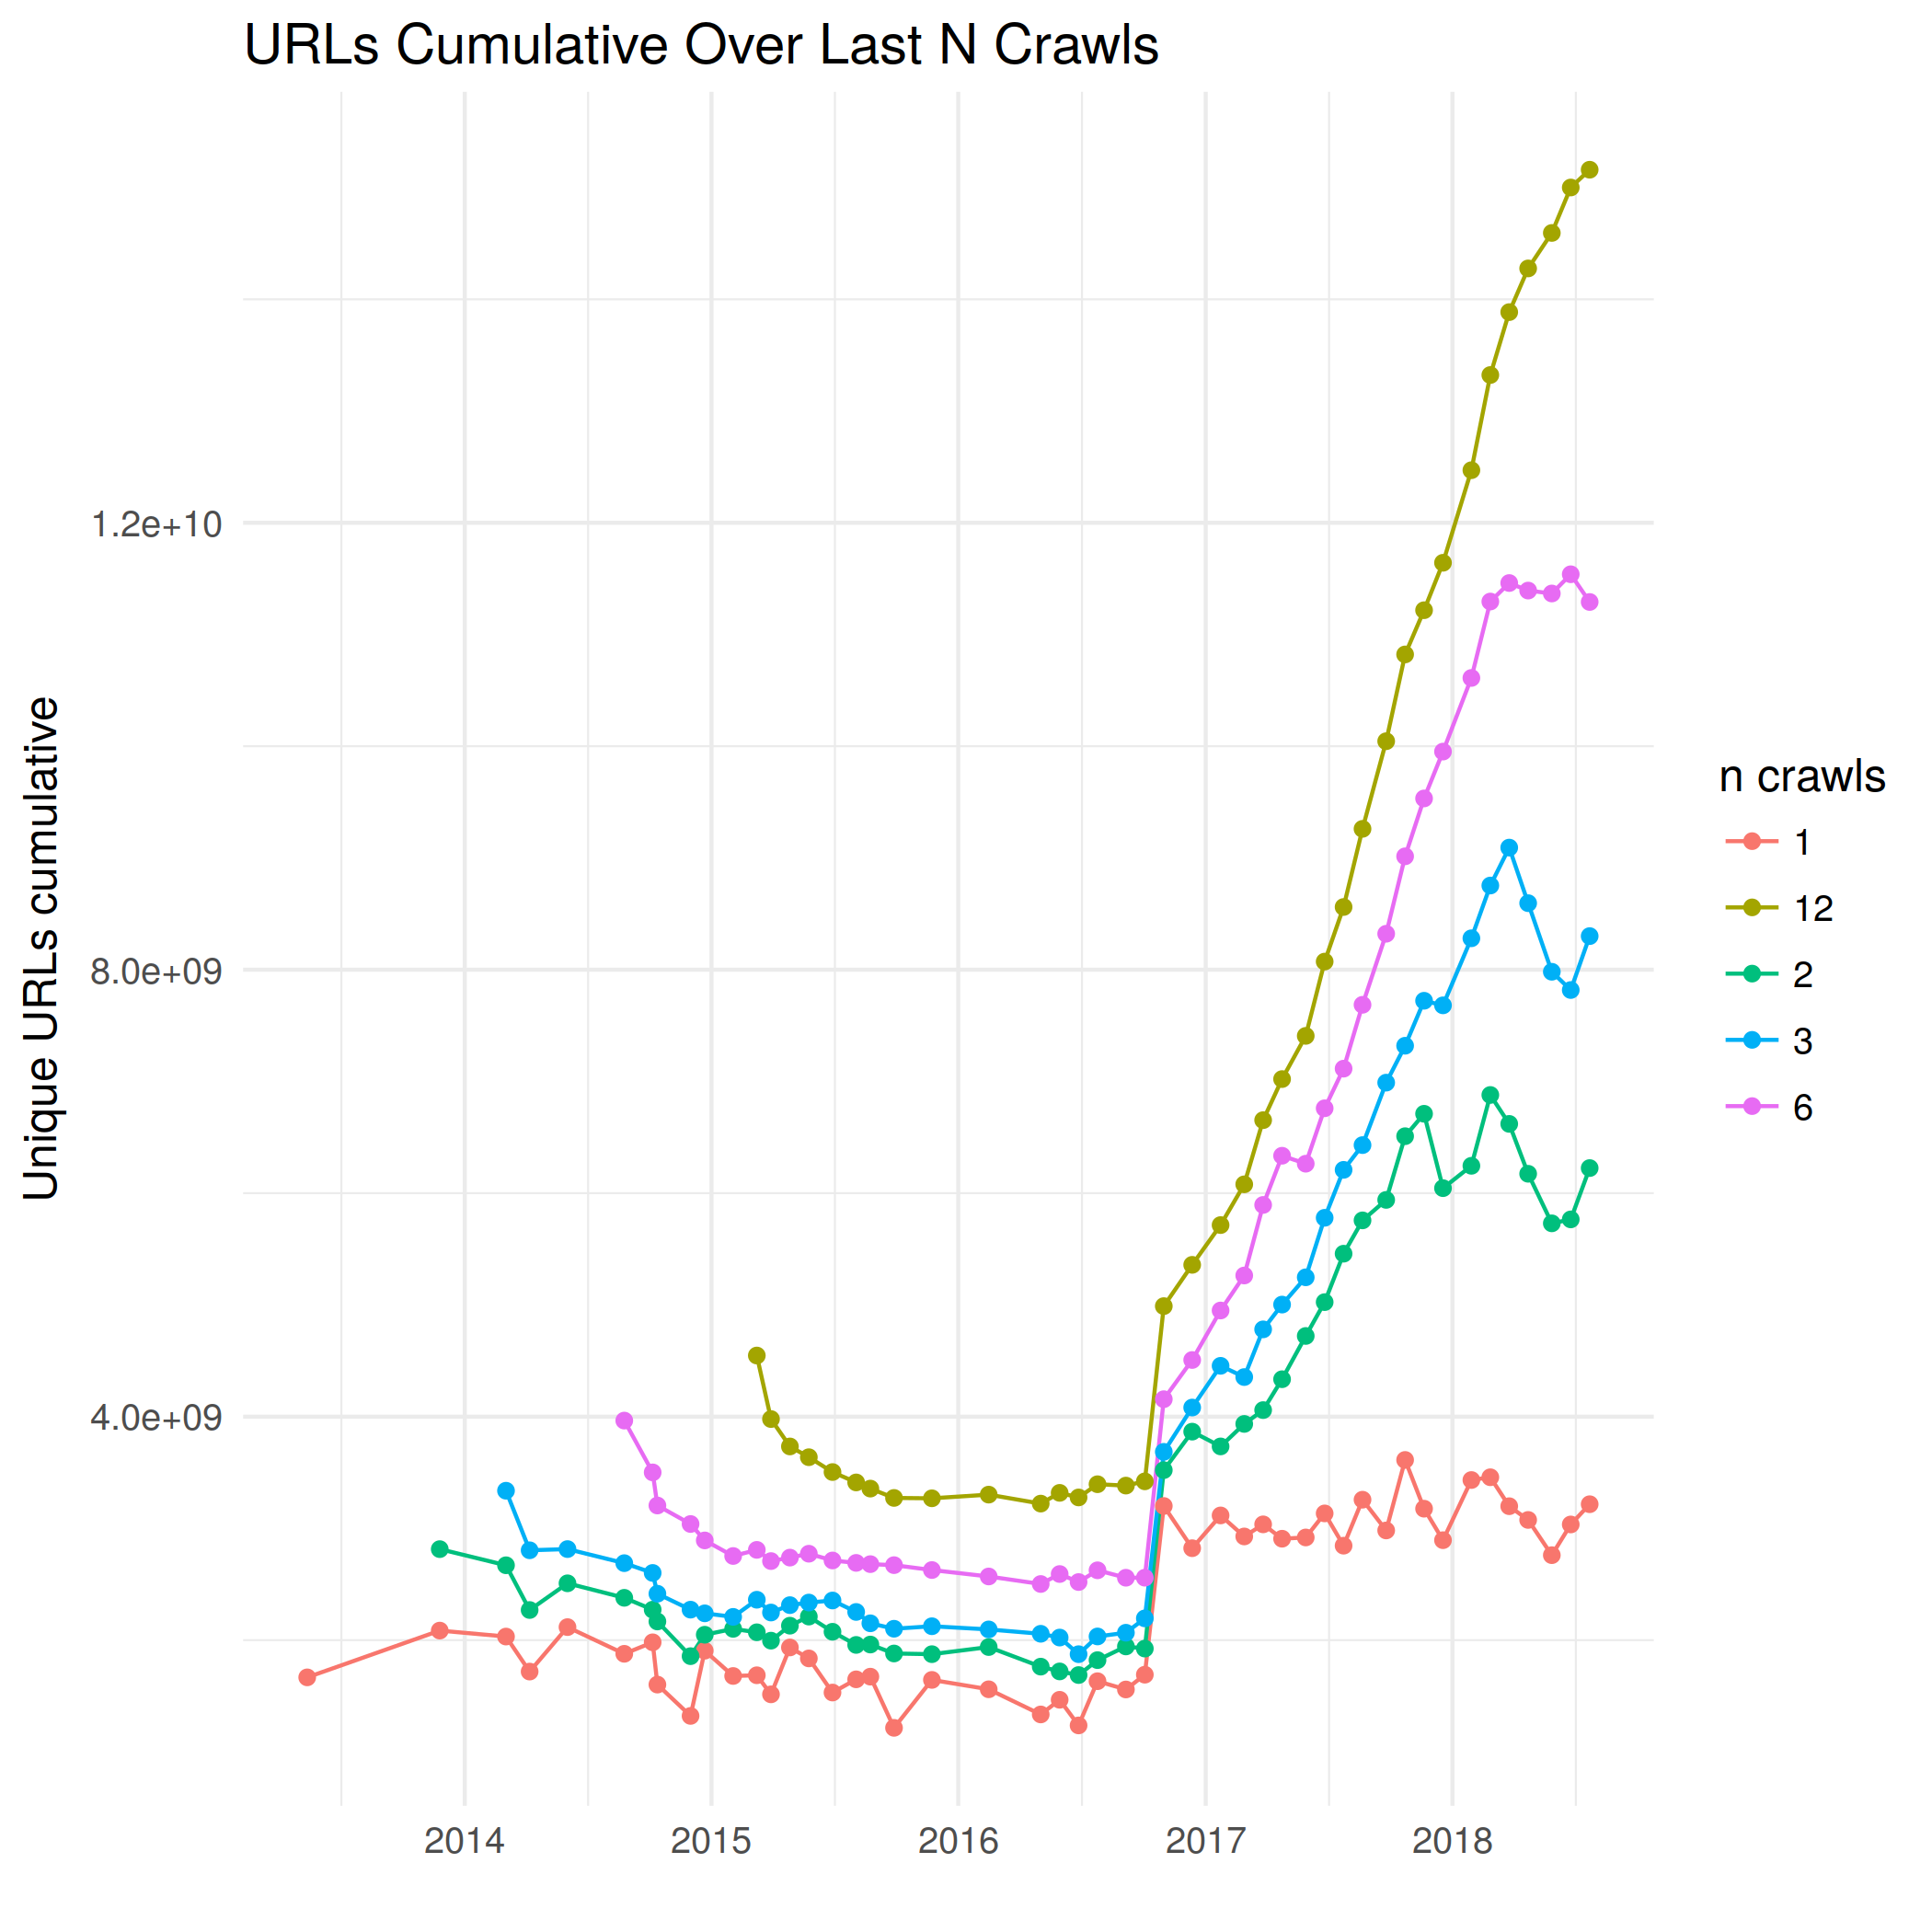 URLs Cumulative Over Last N Crawls
Unique URLs cumulative
1.2e+10
8.0e+09
4.0e+09
2014
2015
2016
2017
2018
n crawls
1
12
2
3
6